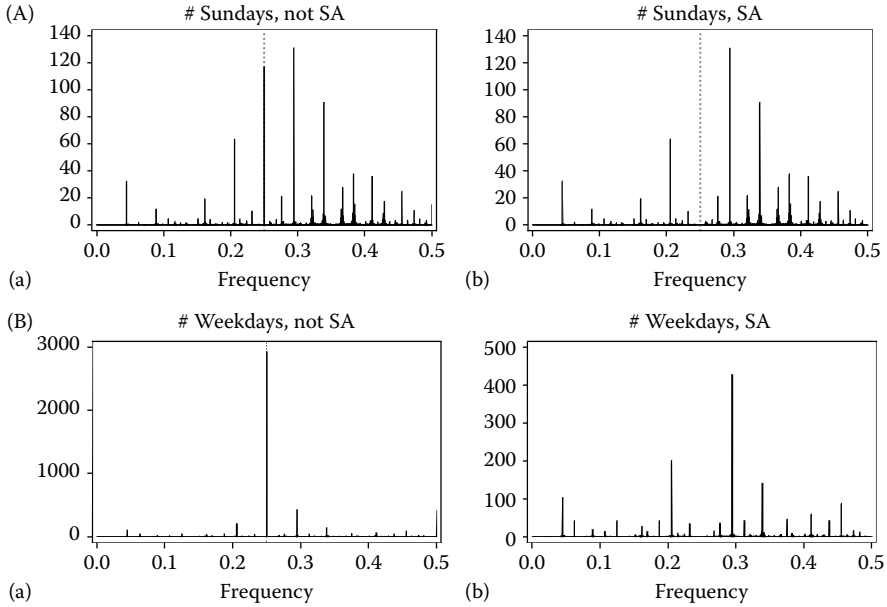 (A)
# Sundays, not SA
# Sundays, SA
140
120
100
80
60
40
20
0
0.0 0.1 0.2 0.3 0.4 0.5
(a)
Frequency
140
120
100
80
60
40
20
0
0.0 0.1 0.2 0.3 0.4 0.5
(b)
Frequency
(B)
# Weekdays, not SA
# Weekdays, SA
3000
2000
1000
0
0.0 0.1 0.2 0.3 0.4 0.5
(a)
Frequency
500
400
300
200
100
0
0.0 0.1 0.2 0.3 0.4 0.5
(b)
Frequency